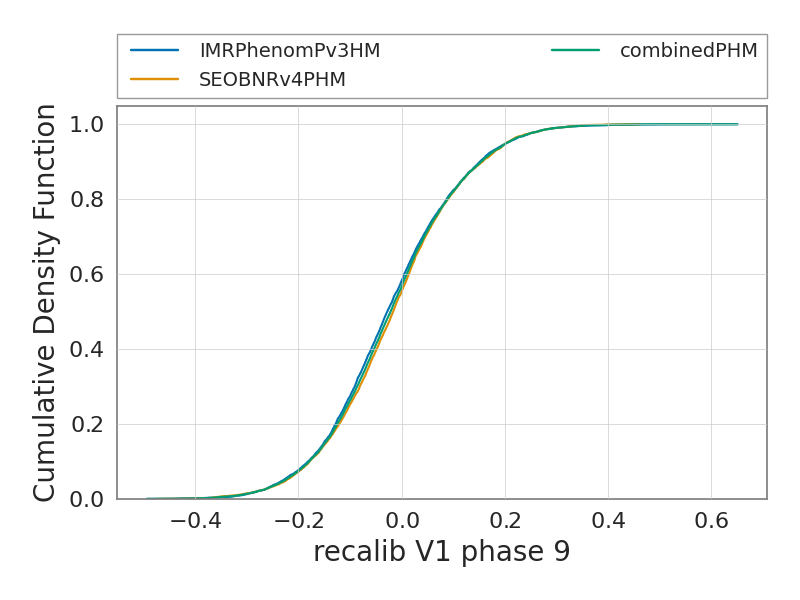 IMRPhenomPv3HM
SEOBNRv4PHM
combinedPHM
Cumulative Density Function
1.0
0.8
0.6
0.4
0.2
0.0
−0.4 −0.2 0.0 0.2 0.4 0.6
recalib V1 phase 9